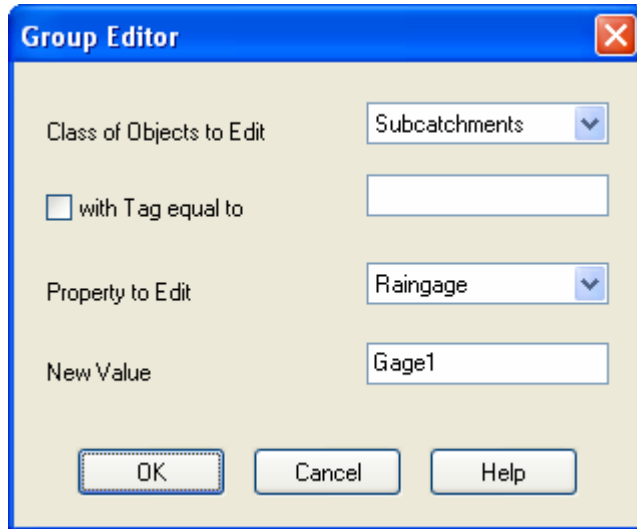 Group Editor
Class of Objects to Edit Subcatchments
with Tag equal to
Property to Edit Raingage
New Value Gage1
OK Cancel Help